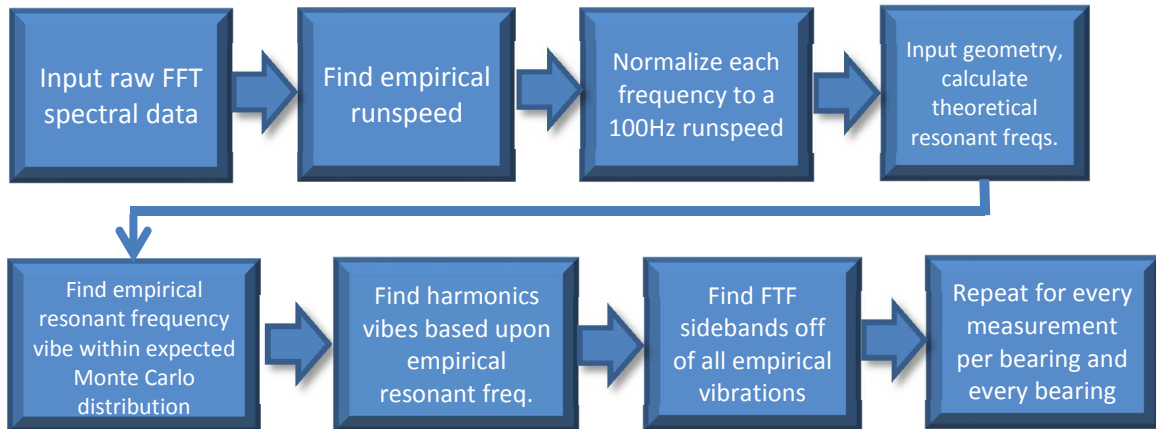 Input raw FFT
spectral data
Find empirical
runspeed
Normalize each
frequency to a
100Hz runspeed
Input geometry,
calculate
theoretical
resonant freqs.
Find empirical
resonant frequency
vibe within expected
Monte Carlo
distribution
Find harmonics
vibes based upon
empirical
resonant freq.
Find FTF
sidebands off
of all empirical
vibrations
Repeat for every
measurement
per bearing and
every bearing